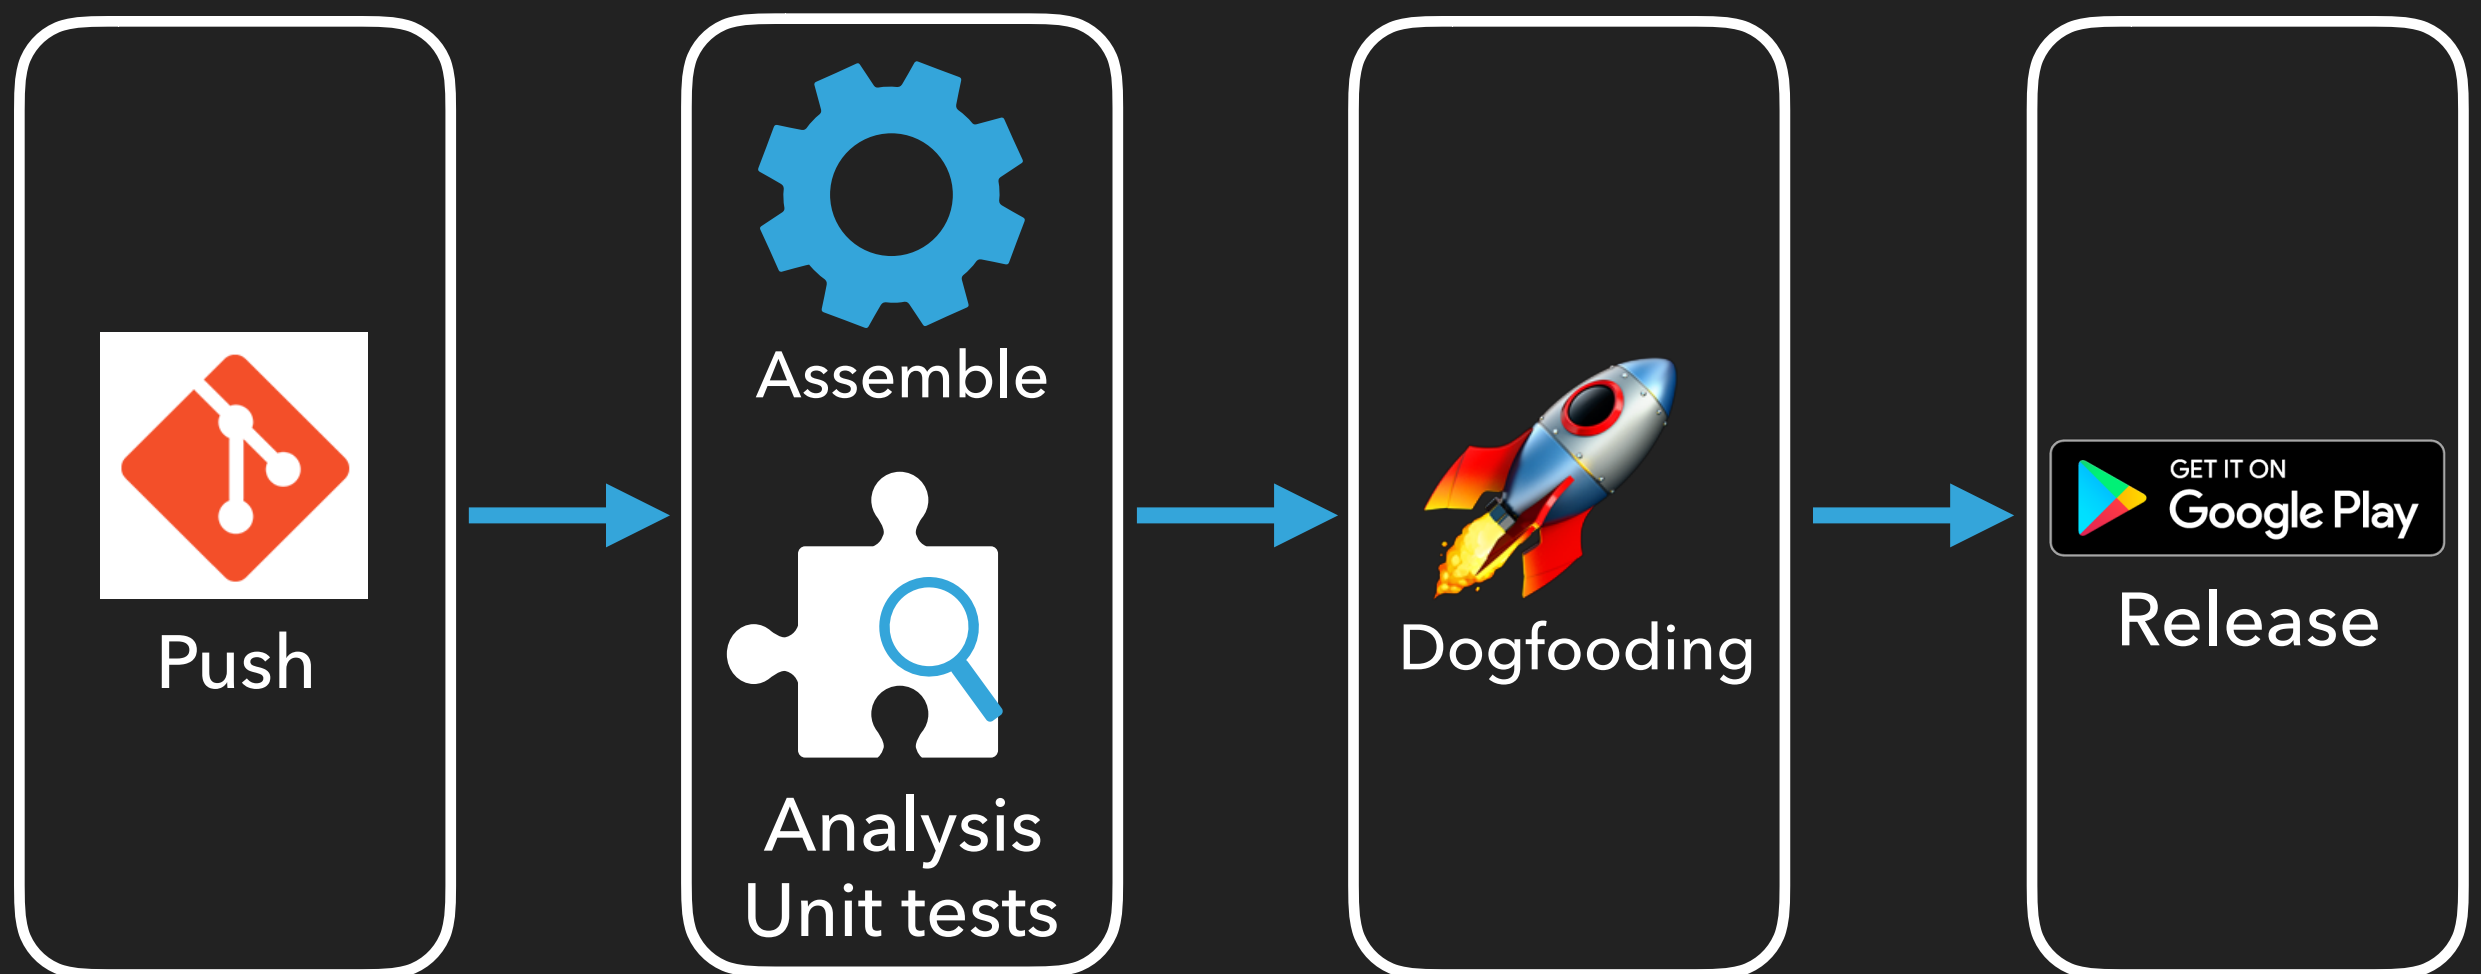 Push
Assemble
Analysis
Unit tests
Dogfooding
GET IT ON
Google Play
Release